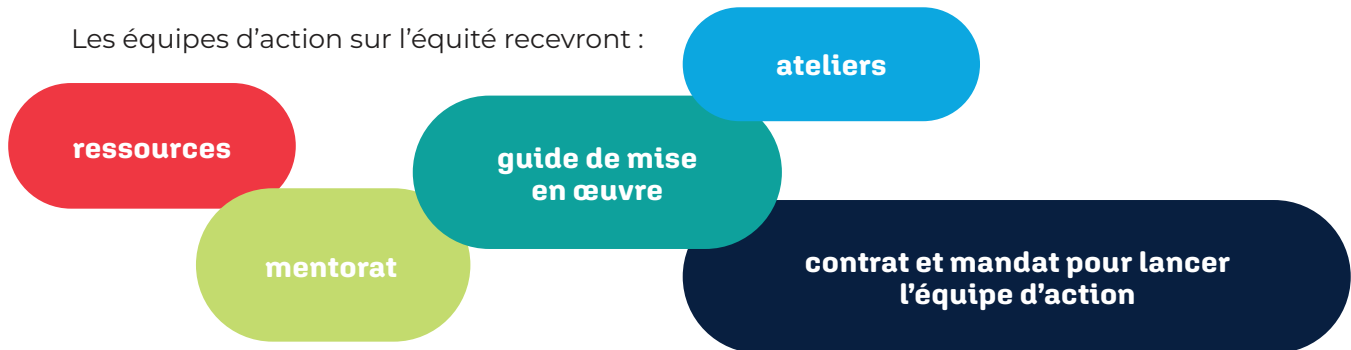 Les équipes d’action sur l’équité recevront :
ateliers
ressources
guide de mise
en œuvre
mentorat
contrat et mandat pour lancer
l’équipe d’action